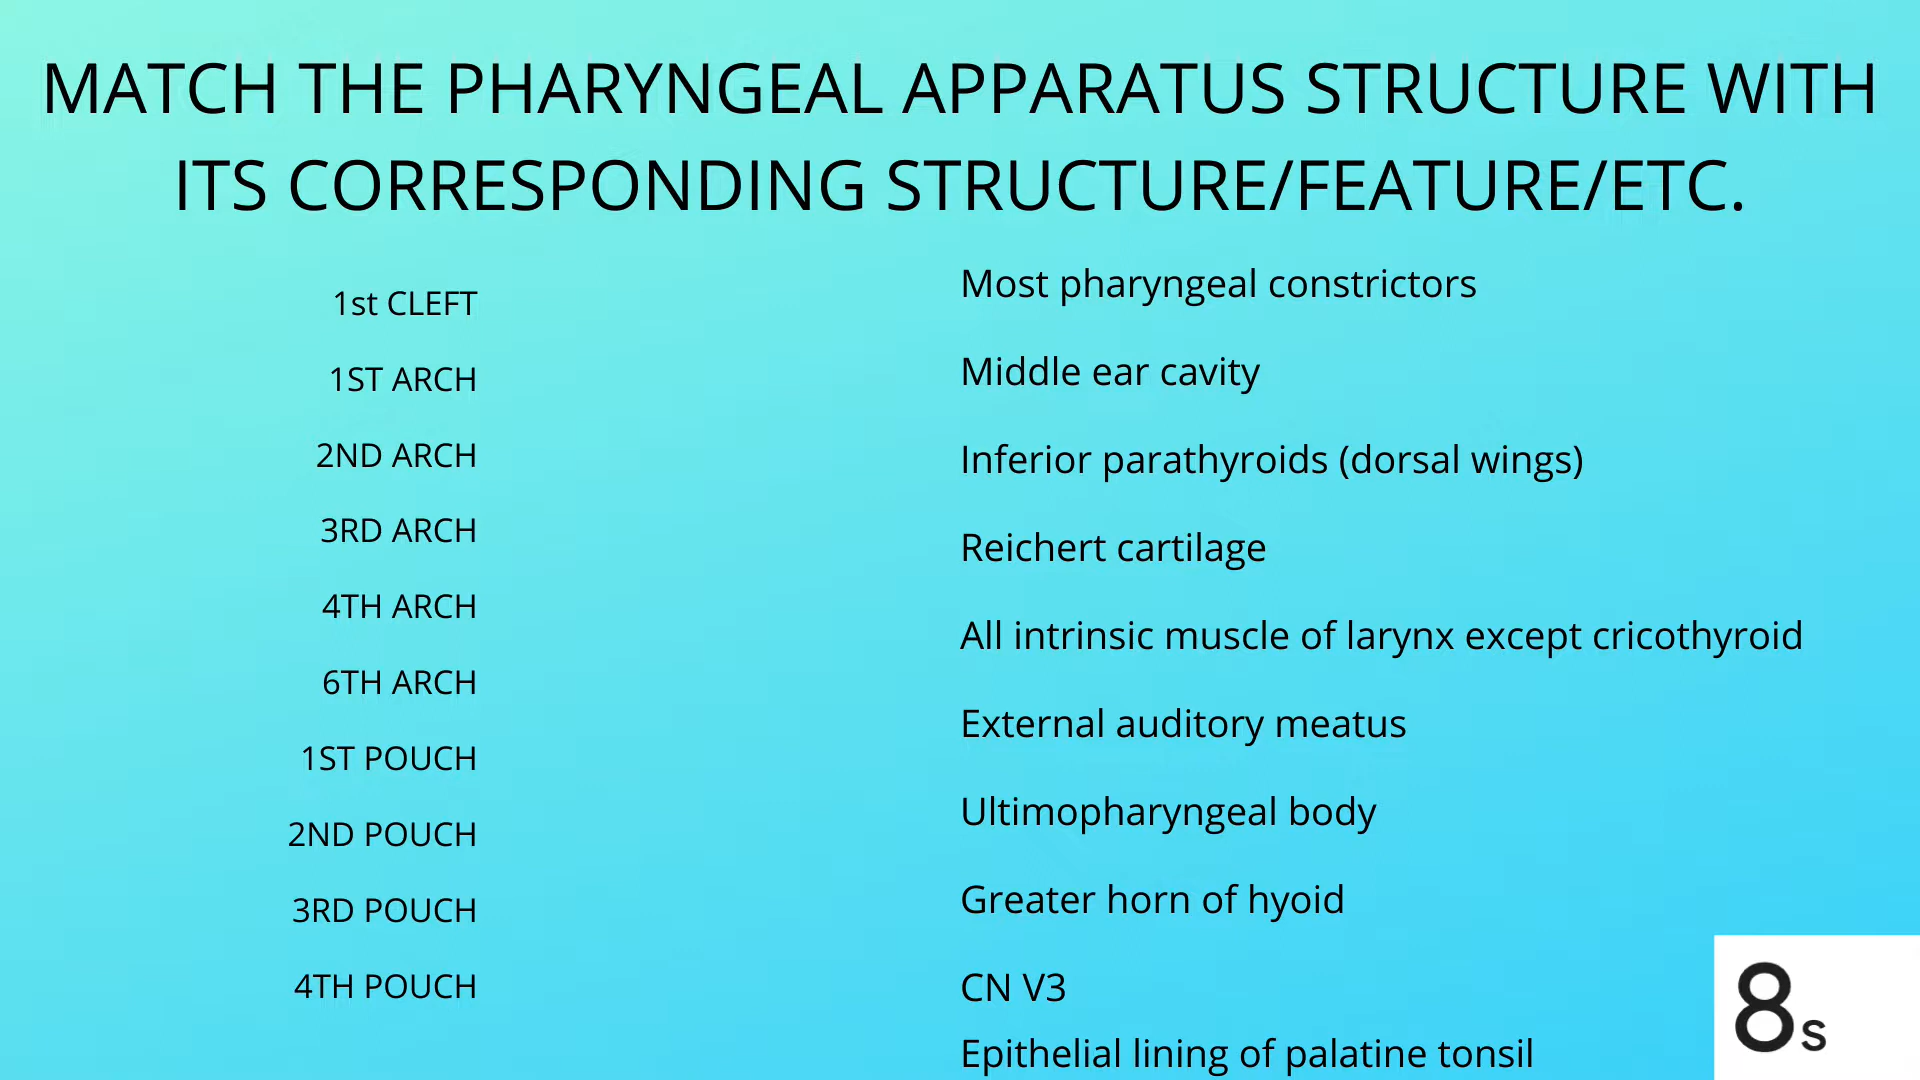 MATCH THE PHARYNGEAL APPARATUS STRUCTURE WITH
ITS CORRESPONDING STRUCTURE/FEATURE/ETC.
1st CLEFT
1ST ARCH
2ND ARCH
3RD ARCH
4TH ARCH
6TH ARCH
1ST POUCH
2ND POUCH
3RD POUCH
4TH POUCH
Most pharyngeal constrictors
Middle ear cavity
Inferior parathyroids (dorsal wings)
Reichert cartilage
All intrinsic muscle of larynx except cricothyroid
External auditory meatus
Ultimopharyngeal body
Greater horn of hyoid
CN V3
Epithelial lining of palatine tonsil
8s